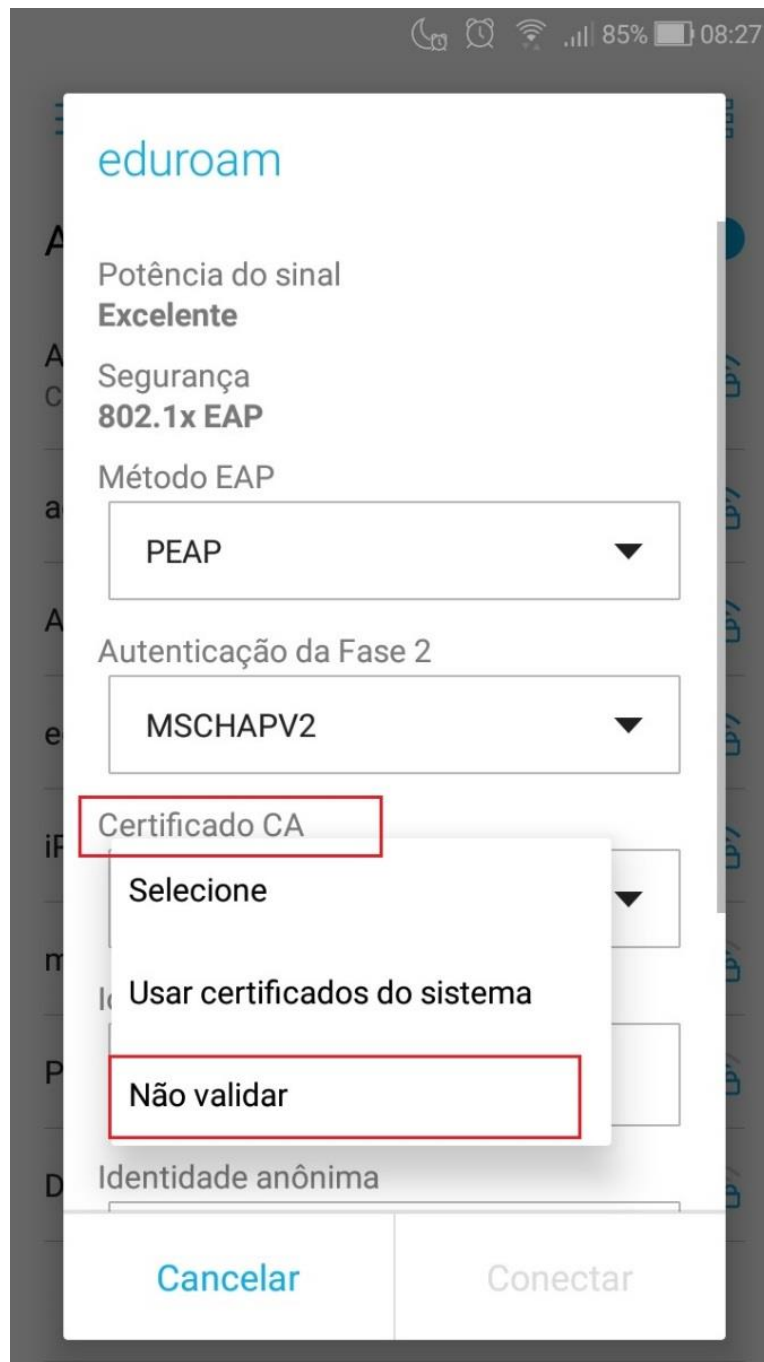 85% 08:27
eduroam
Potência do sinal
Excelente
Segurança
802.1x EAP
Método EAP
PEAP
Autenticação da Fase 2
MSCHAPV2
Certificado CA
Selecione
Usar certificados do sistema
Não validar
Identidade anônima
Cancelar
Conectar